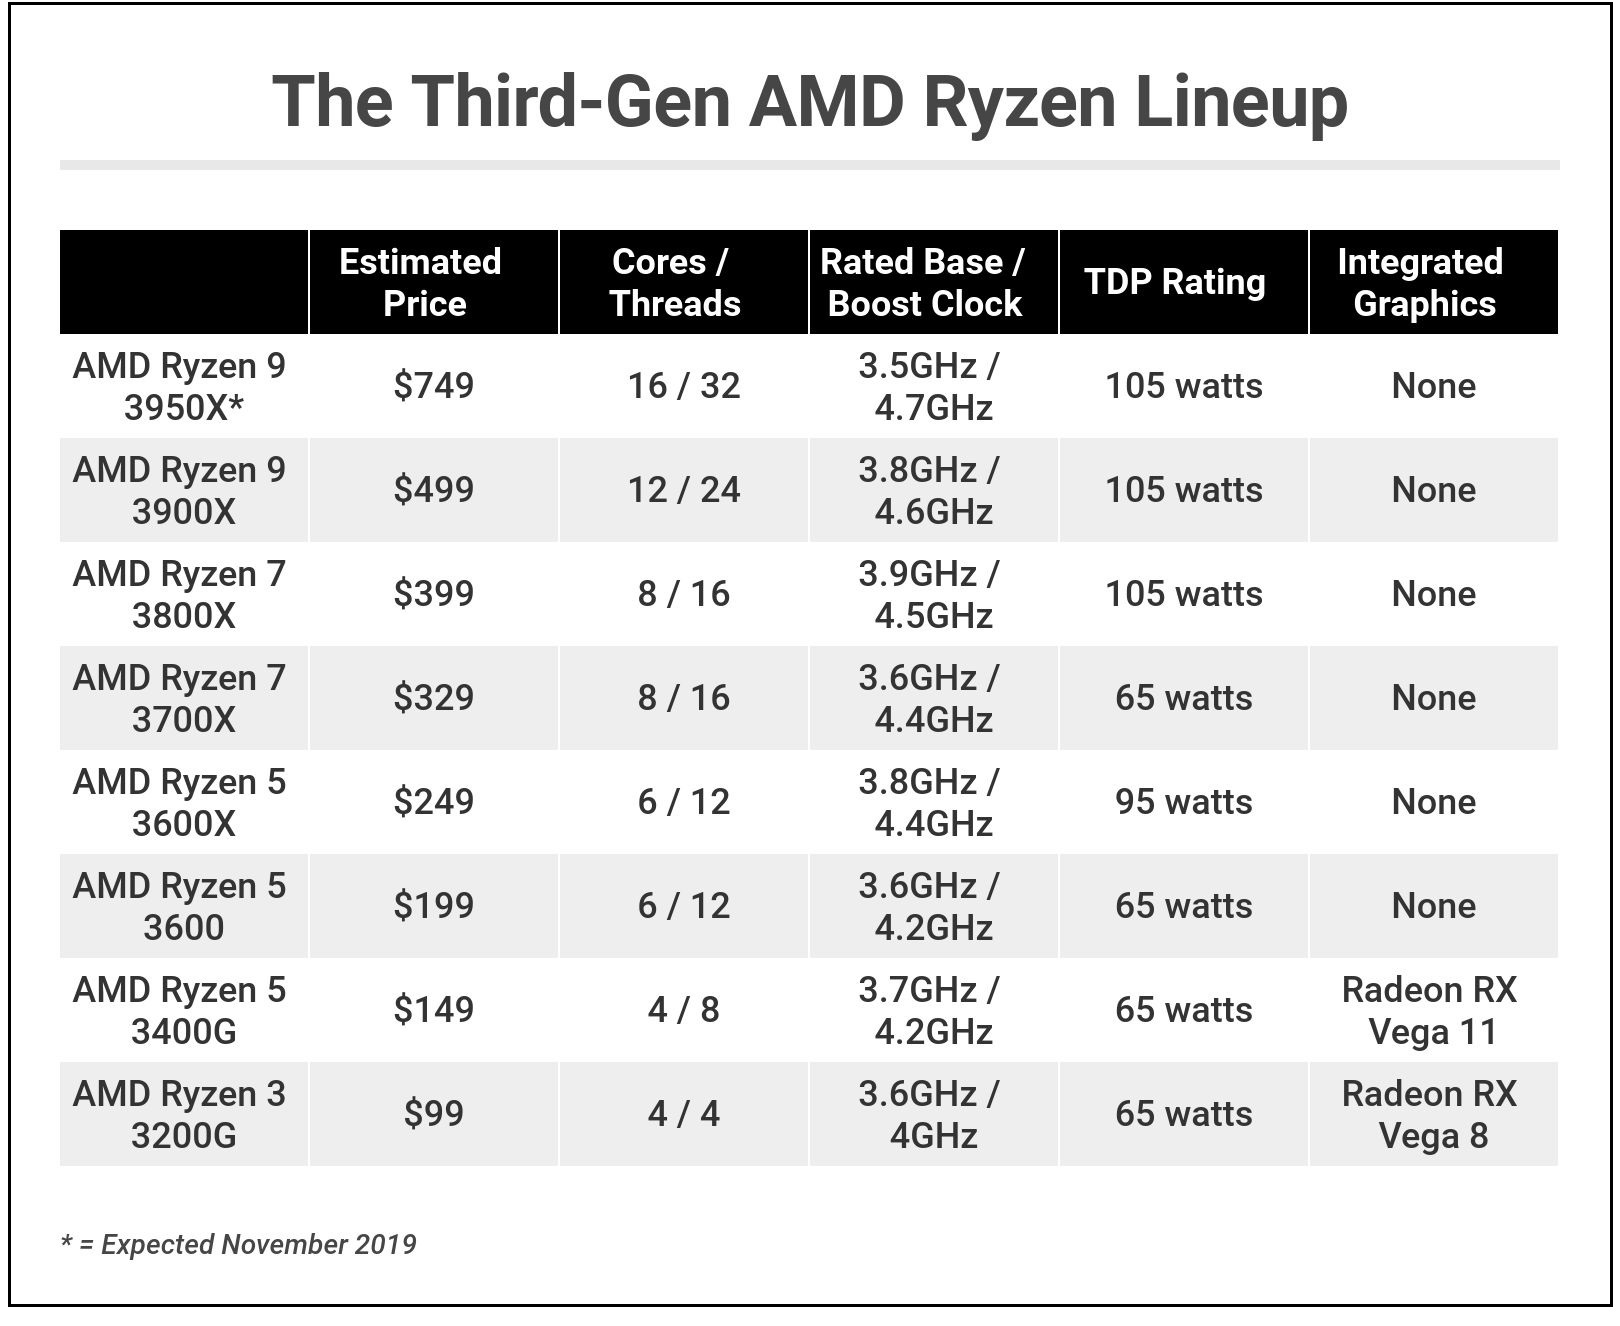 The Third-Gen AMD Ryzen Lineup
Estimated Price
Cores / Threads
Rated Base / Boost Clock
TDP Rating
Integrated Graphics
AMD Ryzen 9 3950X*
$749
16 / 32
3.5GHz / 4.7GHz
105 watts
None
AMD Ryzen 9 3900X
$499
12 / 24
3.8GHz / 4.6GHz
105 watts
None
AMD Ryzen 7 3800X
$399
8 / 16
3.9GHz / 4.5GHz
105 watts
None
AMD Ryzen 7 3700X
$329
8 / 16
3.6GHz / 4.4GHz
65 watts
None
AMD Ryzen 5 3600X
$249
6 / 12
3.8GHz / 4.4GHz
95 watts
None
AMD Ryzen 5 3600
$199
6 / 12
3.6GHz / 4.2GHz
65 watts
None
AMD Ryzen 5 3400G
$149
4 / 8
3.7GHz / 4.2GHz
65 watts
Radeon RX Vega 11
AMD Ryzen 3 3200G
$99
4 / 4
3.6GHz / 4GHz
65 watts
Radeon RX Vega 8
* = Expected November 2019